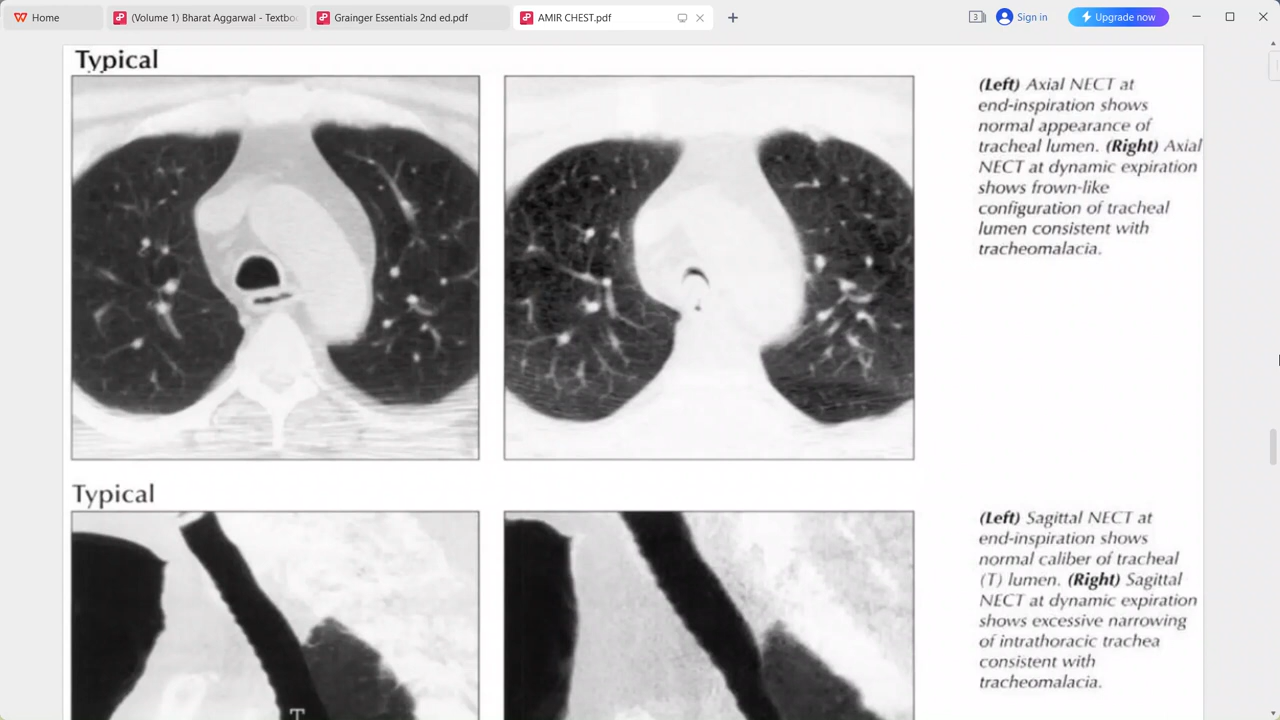 Home
(Volume 1) Bharat Aggarwal Textbo
Grainger Essentials 2nd ed.pdf
AMIR CHEST.pdf
3
Sign in
Upgrade now
Typical
(Left) Axial NECT at
end-inspiration shows
normal appearance of
tracheal lumen. (Right) Axial
NECT at dynamic expiration
shows frown-like
configuration of tracheal
lumen consistent with
tracheomalacia.
Typical
(Left) Sagittal NECT at
end-inspiration shows
normal caliber of tracheal
(T) lumen. (Right) Sagittal
NECT at dynamic expiration
shows excessive narrowing
of intrathoracic trachea
consistent with
tracheomalacia.
T